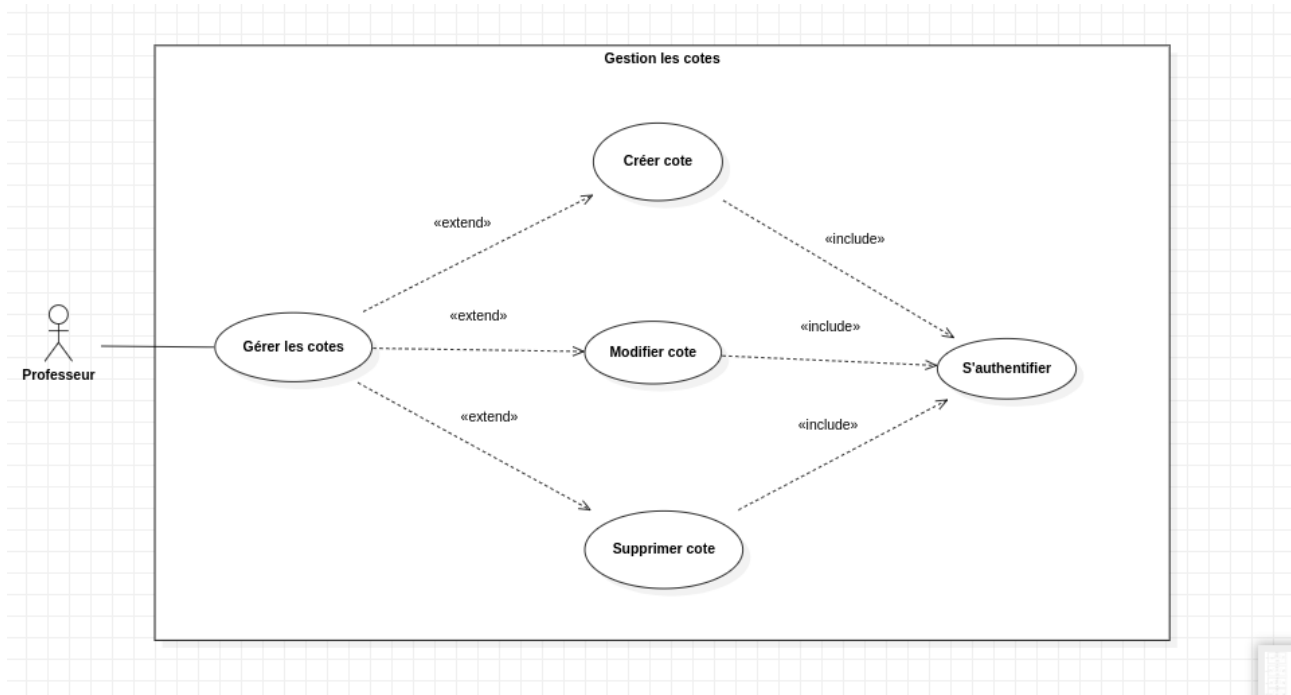 Gestion les cotes
Créer cote
«extend»
«include»
«extend»
«include»
Gérer les cotes
Modifier cote
S'authentifier
Professeur
«extend»
«include»
Supprimer cote